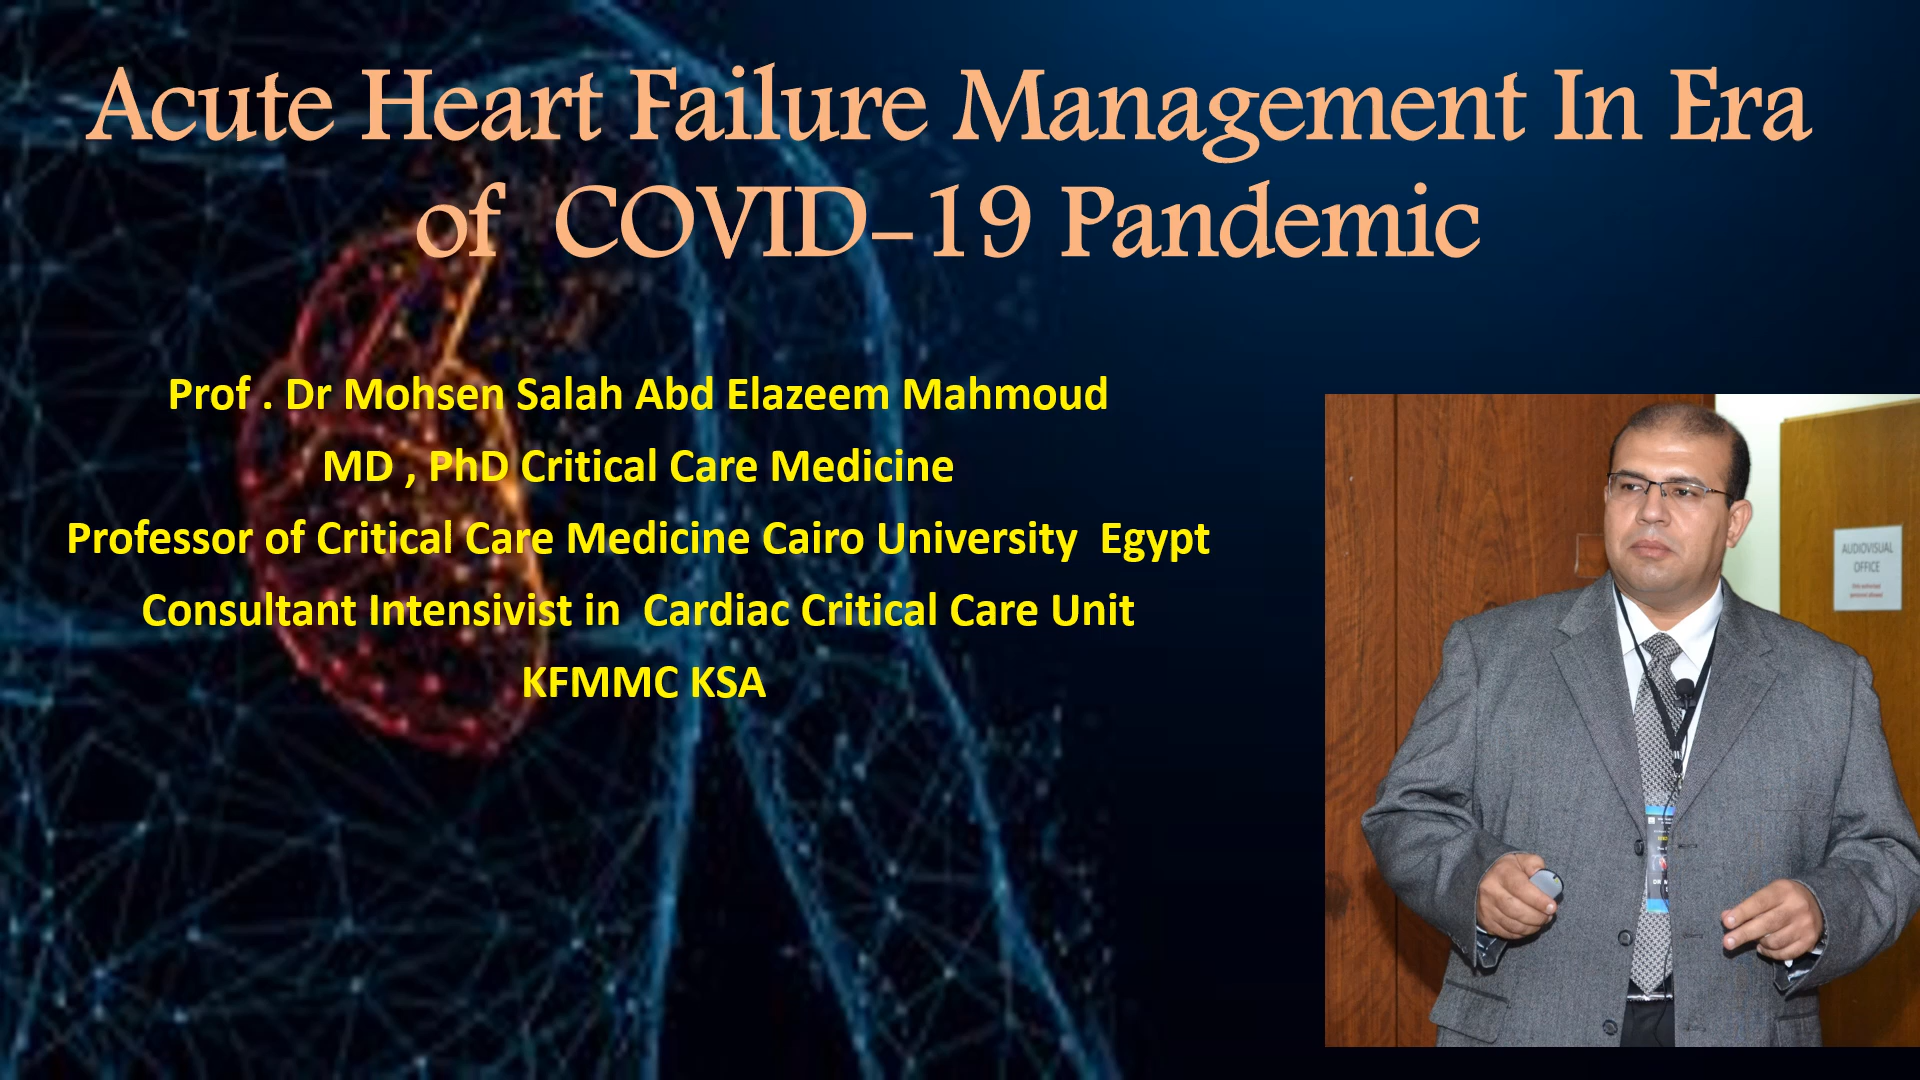 Acute Heart Failure Management In Era
of COVID-19 Pandemic
Prof . Dr Mohsen Salah Abd Elazeem Mahmoud
MD , PhD Critical Care Medicine
Professor of Critical Care Medicine Cairo University Egypt
Consultant Intensivist in Cardiac Critical Care Unit
KFMMC KSA
AUDIOVISUAL
OFFICE